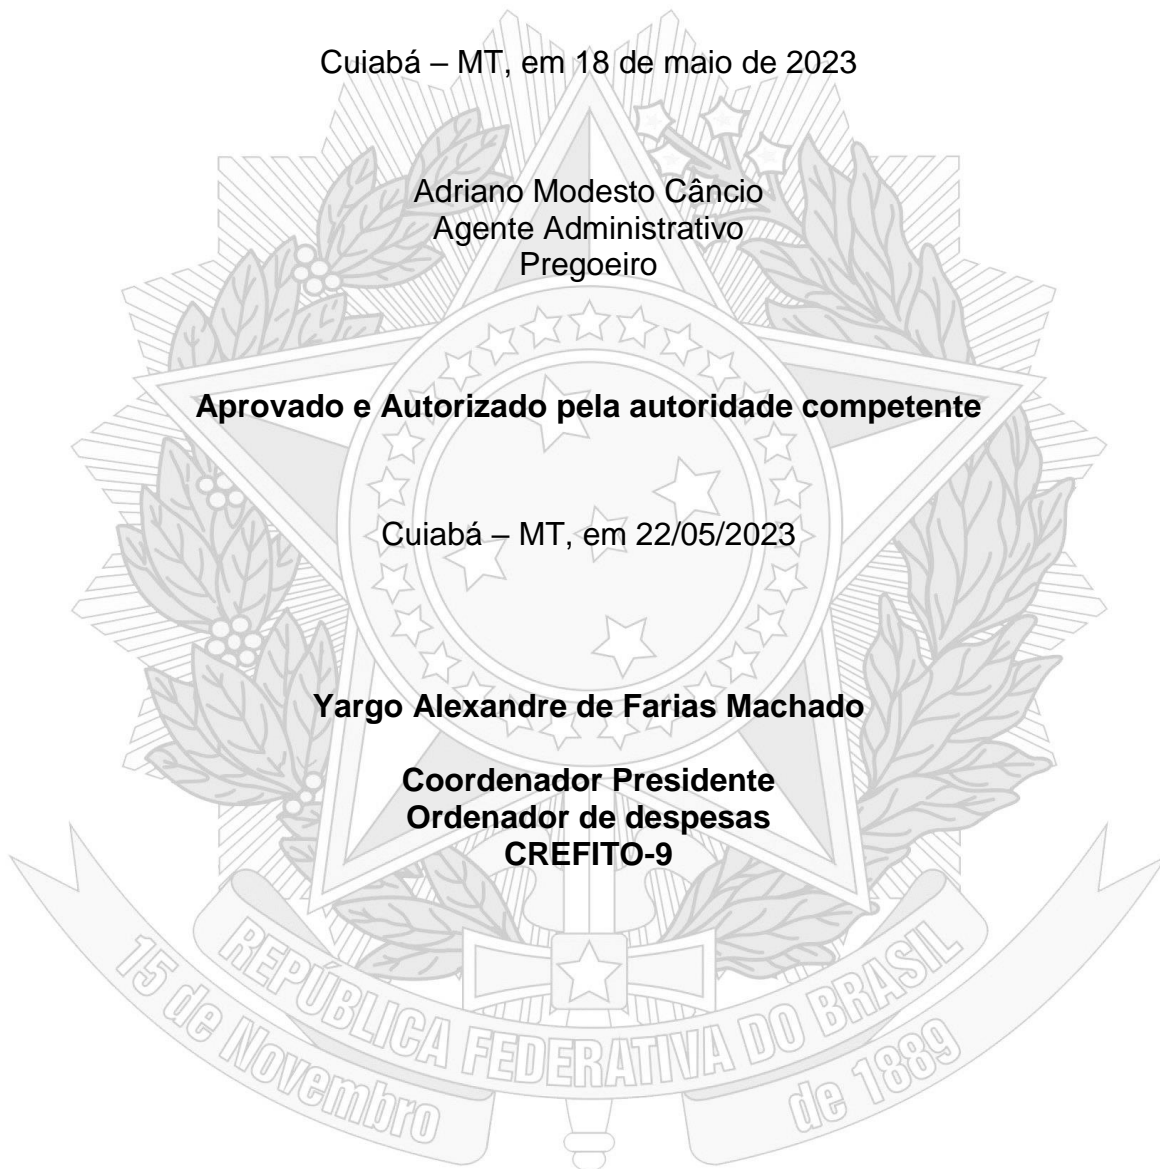 Cuiabá – MT, em 18 de maio de 2023
Adriano Modesto Câncio
Agente Administrativo
Pregoeiro
Aprovado e Autorizado pela autoridade competente
Cuiabá – MT, em 22/05/2023
Yargo Alexandre de Farias Machado
Coordenador Presidente
Ordenador de despesas
CREFITO-9
REPÚBLICA FEDERATIVA DO BRASIL
15 de Novembro de 1889